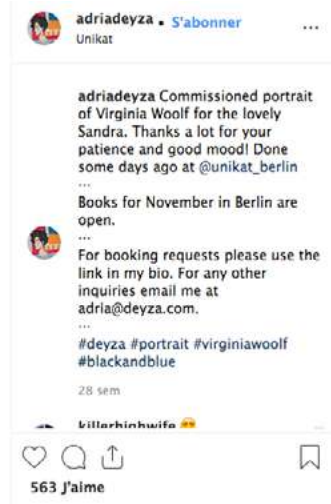 adriadeyza • S'abonner
Unikat
adriadeyza Commissioned portrait
of Virginia Woolf for the lovely
Sandra. Thanks a lot for your
patience and good mood! Done
some days ago at @unikat_berlin
...
Books for November in Berlin are
open.
...
For booking requests please use the
link in my bio. For any other
inquiries email me at
adria@deyza.com.
...
#deyza #portrait #virginiawoolf
#blackandblue
28 sem
killerhighwife 😍
563 J'aime